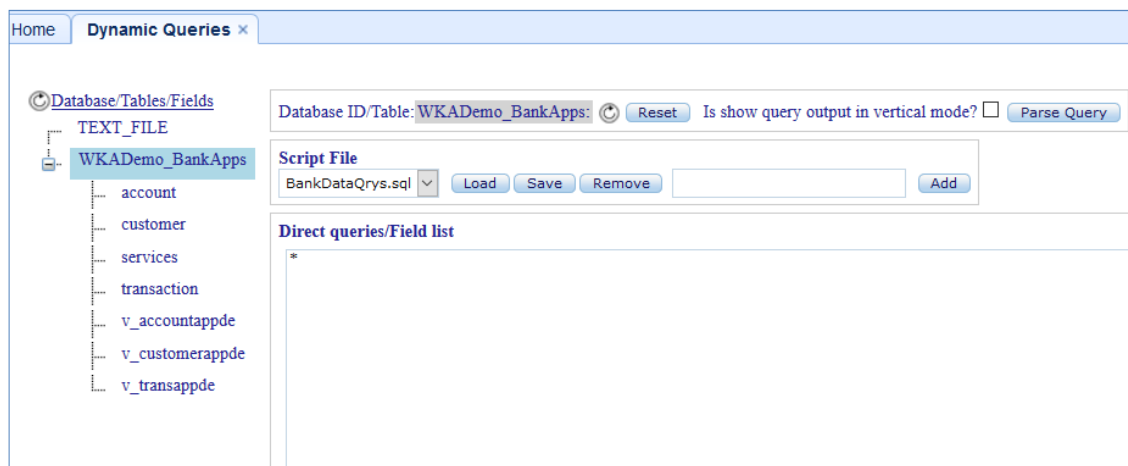 Home
Dynamic Queries ×
Database/Tables/Fields
TEXT_FILE
WKADemo_BankApps
account
customer
services
transaction
v_accountappde
v_customerappde
v_transappde
Database ID/Table: WKADemo_BankApps: Reset Is show query output in vertical mode? Parse Query
Script File
BankDataQrys.sql Load Save Remove Add
Direct queries/Field list
*